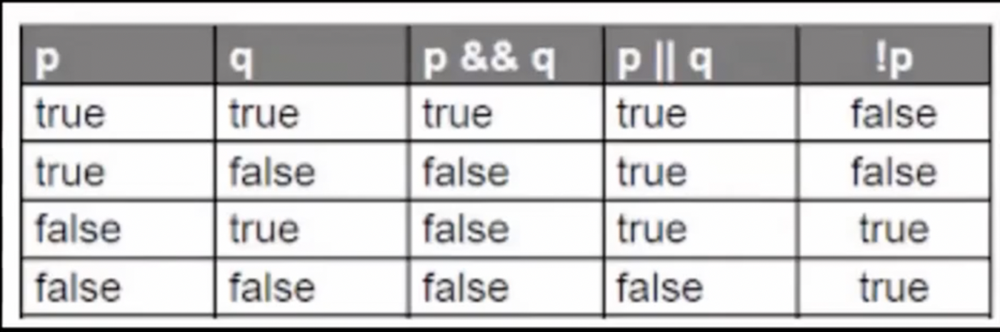 p q p && q p || q !p
true true true true false
true false false true false
false true false true true
false false false false true